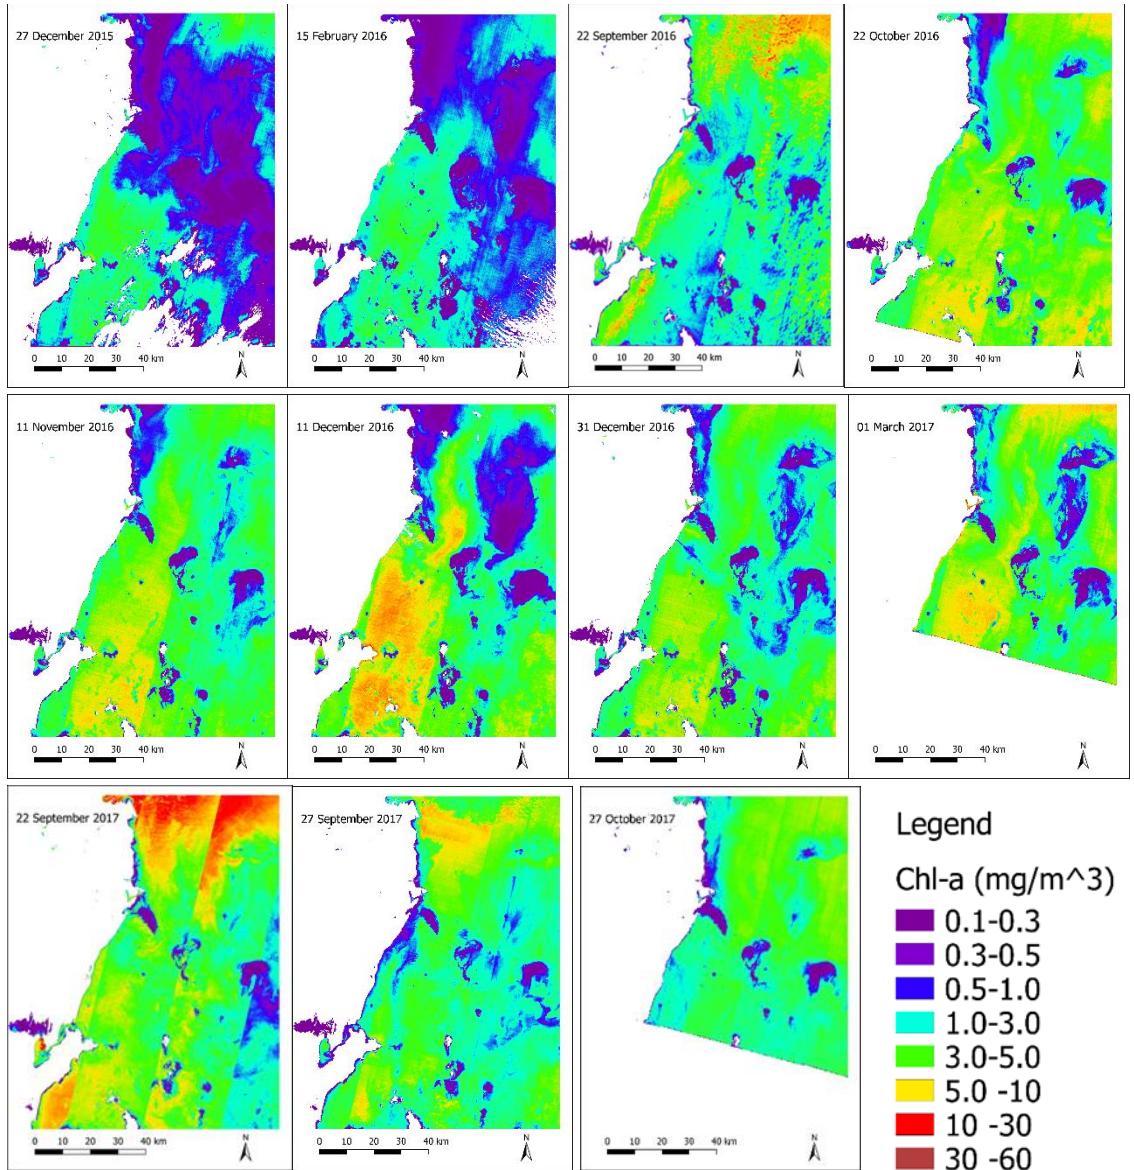 27 December 2015
15 February 2016
22 September 2016
22 October 2016
0 10 20 30 40 km
N
0 10 20 30 40 km
N
0 10 20 30 40 km
N
0 10 20 30 40 km
N
11 November 2016
11 December 2016
31 December 2016
01 March 2017
0 10 20 30 40 km
N
0 10 20 30 40 km
N
0 10 20 30 40 km
N
0 10 20 30 40 km
N
22 September 2017
27 September 2017
27 October 2017
0 10 20 30 40 km
N
0 10 20 30 40 km
N
0 10 20 30 40 km
N
Legend
Chl-a (mg/m^3)
0.1-0.3
0.3-0.5
0.5-1.0
1.0-3.0
3.0-5.0
5.0 -10
10 -30
30 -60